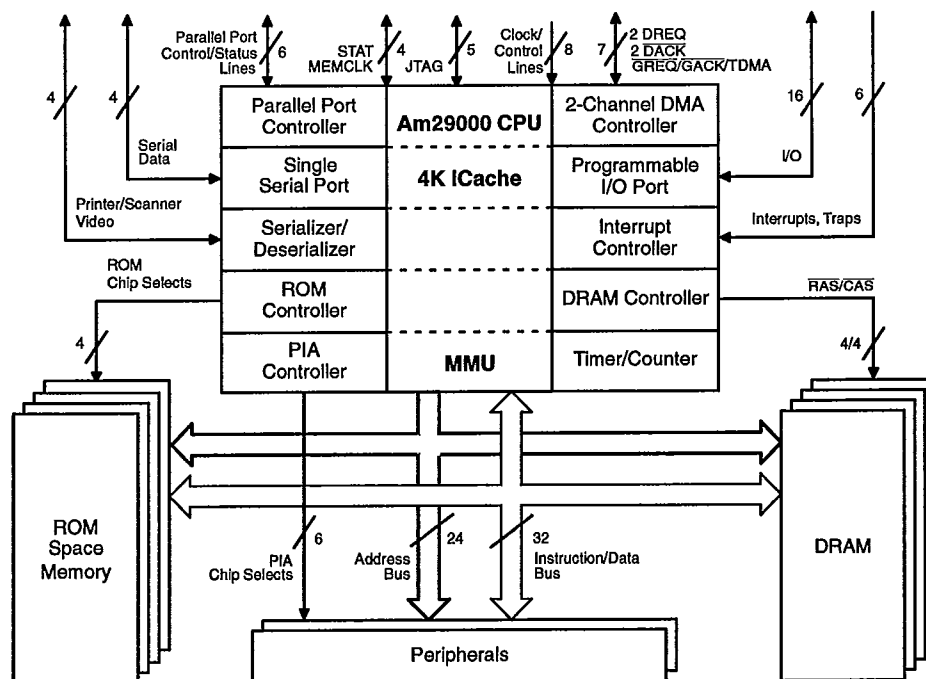 Parallel Port
Control/Status
Lines
6
STAT
MEMCLK
4
JTAG
5
Clock/
Control
Lines
8
7
2 DREQ
2 DACK
GREQ/GACK/TDMA
4
4
16
6
Serial
Data
Printer/Scanner
Video
ROM
Chip Selects
4
I/O
Interrupts, Traps
RAS/CAS
4/4
Parallel Port
Controller
Single
Serial Port
Serializer/
Deserializer
ROM
Controller
PIA
Controller
Am29000 CPU
4K ICache
MMU
2-Channel DMA
Controller
Programmable
I/O Port
Interrupt
Controller
DRAM Controller
Timer/Counter
ROM
Space
Memory
6
PIA
Chip Selects
24
Address
Bus
32
Instruction/Data
Bus
DRAM
Peripherals